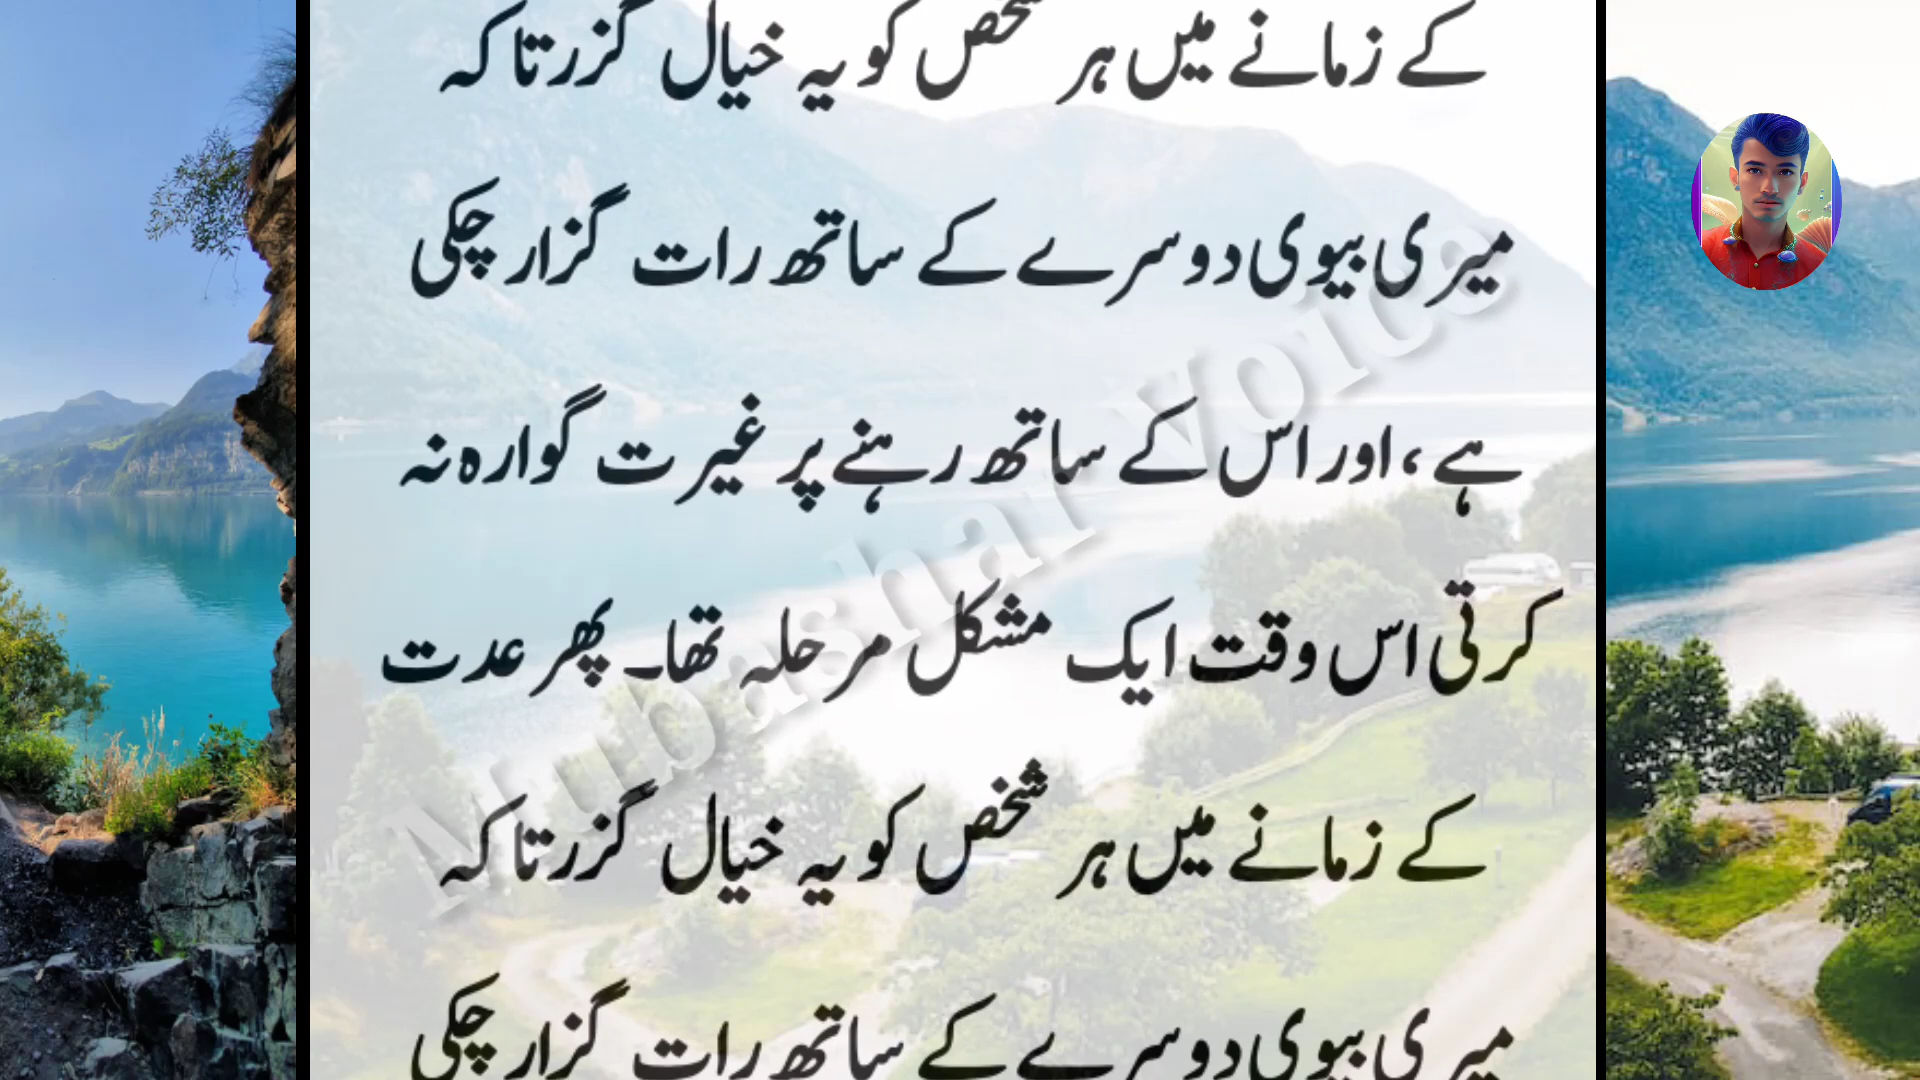 کے زمانے میں ہر شخص کو یہ خیال گزرتا کہ
میری بیوی دوسرے کے ساتھ رات گزار چکی
ہے، اور اس کے ساتھ رہنے پر غیرت گوارہ نہ
کرتی اس وقت ایک مشکل مرحلہ تھا۔ پھر عدت
کے زمانے میں ہر شخص کو یہ خیال گزرتا کہ
میری بیوی دوسرے کے ساتھ رات گزار چکی
Mubashar Voice